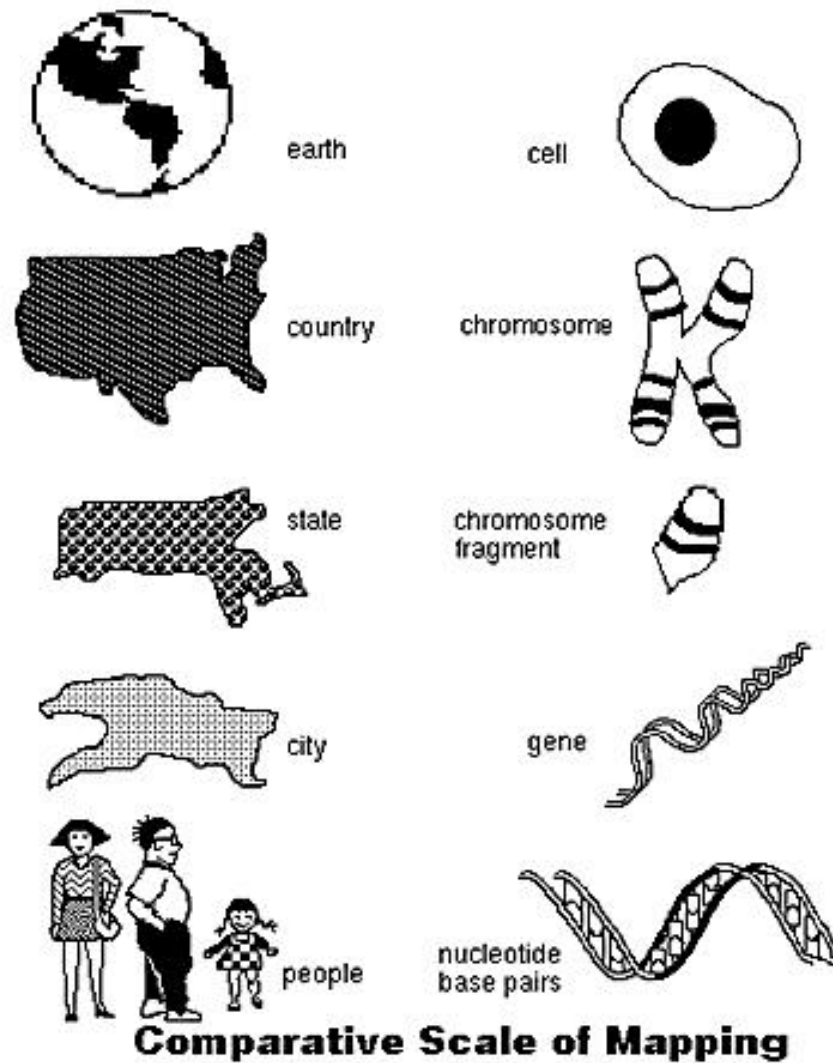 earth
cell
country
chromosome
state
chromosome
fragment
city
gene
people
nucleotide
base pairs
Comparative Scale of Mapping